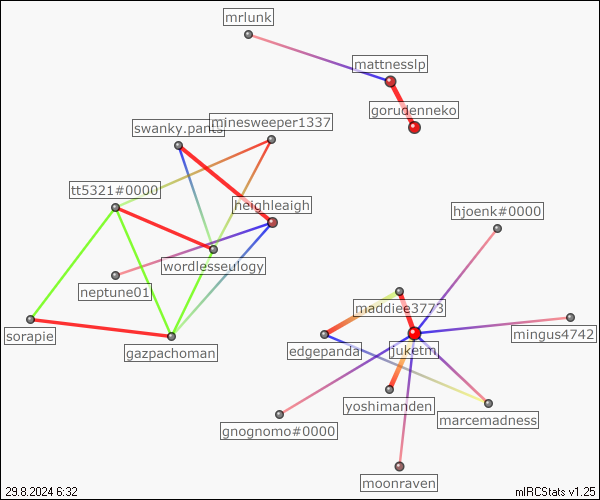 mrlunk
mattnesslp
gorudenneko
swanky.pants
minesweeper1337
tt5321#0000
heighleaigh
hjoenk#0000
wordlesseulogy
neptune01
maddiee3773
sorapie
gazpachoman
edgepanda
juketm
mingus4742
yoshimanden
marcemadness
gnognomo#0000
moonraven
29.8.2024 6:32
mIRCStats v1.25